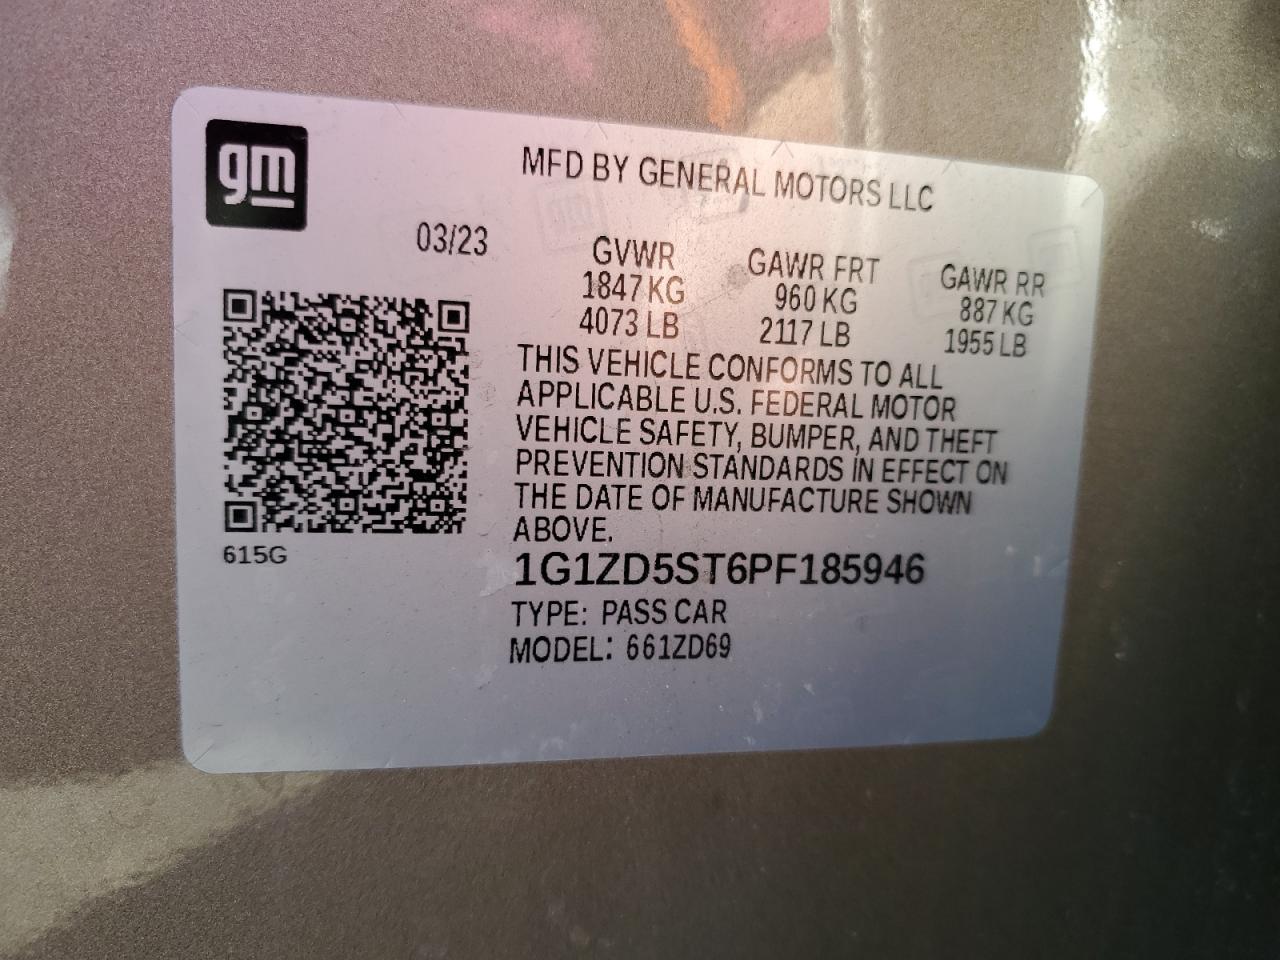 gm
MFD BY GENERAL MOTORS LLC
03/23
GVWR GAWR FRT GAWR RR
1847 KG 960 KG 887 KG
4073 LB 2117 LB 1955 LB
THIS VEHICLE CONFORMS TO ALL
APPLICABLE U.S. FEDERAL MOTOR
VEHICLE SAFETY, BUMPER, AND THEFT
PREVENTION STANDARDS IN EFFECT ON
THE DATE OF MANUFACTURE SHOWN
ABOVE.
615G
1G1ZD5ST6PF185946
TYPE: PASS CAR
MODEL: 661ZD69